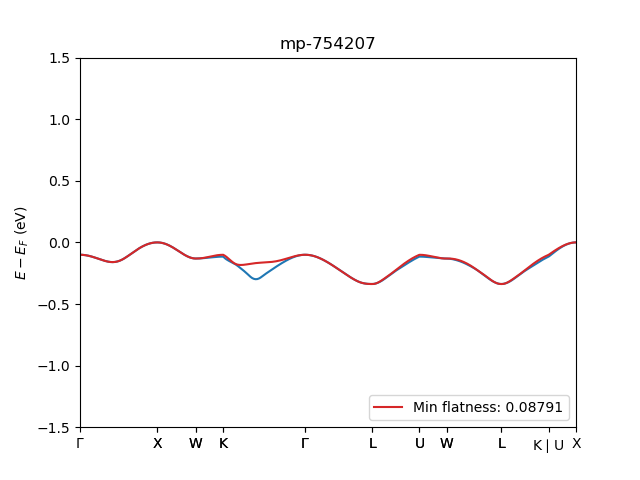 mp-754207
E − E_F (eV)
1.5
1.0
0.5
0.0
−0.5
−1.0
−1.5
Min flatness: 0.08791
Γ X W K Γ L U W L K | U X